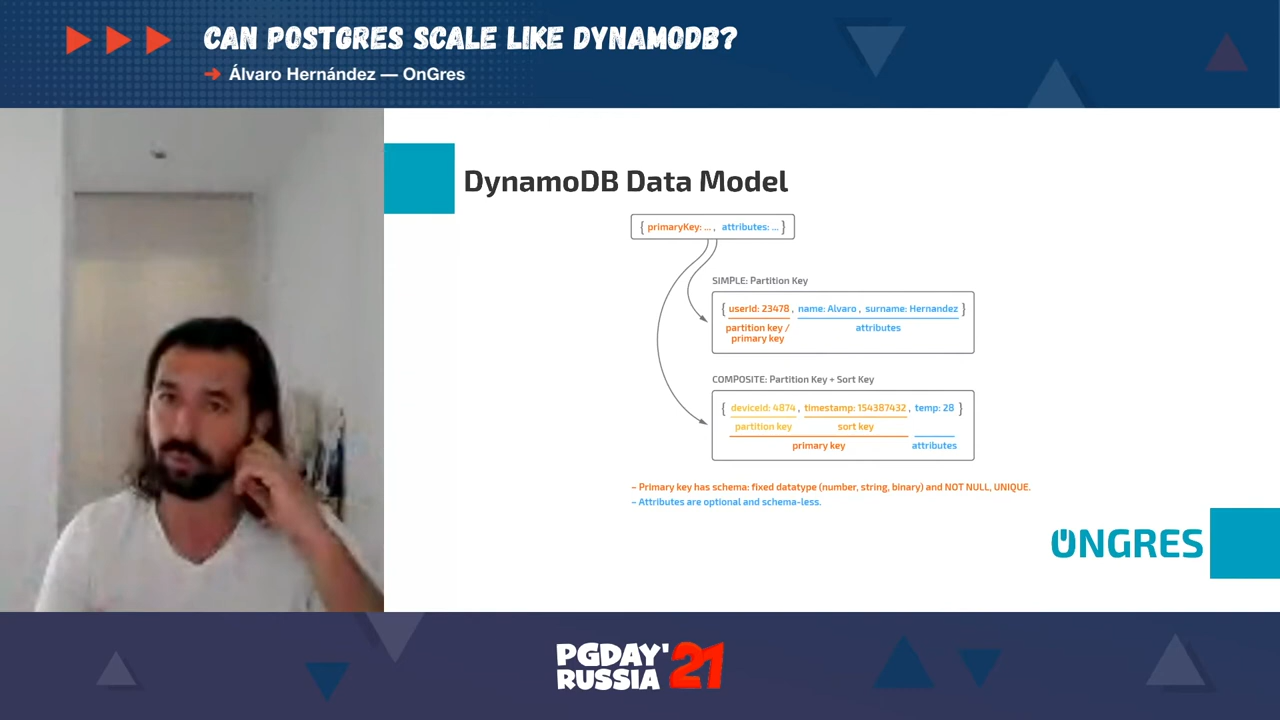 CAN POSTGRES SCALE LIKE DYNAMODB?
Álvaro Hernández — OnGres
DynamoDB Data Model
{ primaryKey: ... , attributes: ... }
SIMPLE: Partition Key
{ userid: 23478 , name: Alvaro , surname: Hernandez }
partition key / primary key
attributes
COMPOSITE: Partition Key + Sort Key
{ deviceid: 4874 , timestamp: 154387432 , temp: 28 }
partition key
sort key
primary key
attributes
– Primary key has schema: fixed datatype (number, string, binary) and NOT NULL, UNIQUE.
– Attributes are optional and schema-less.
ONGRES
PGDAY'21
RUSSIA